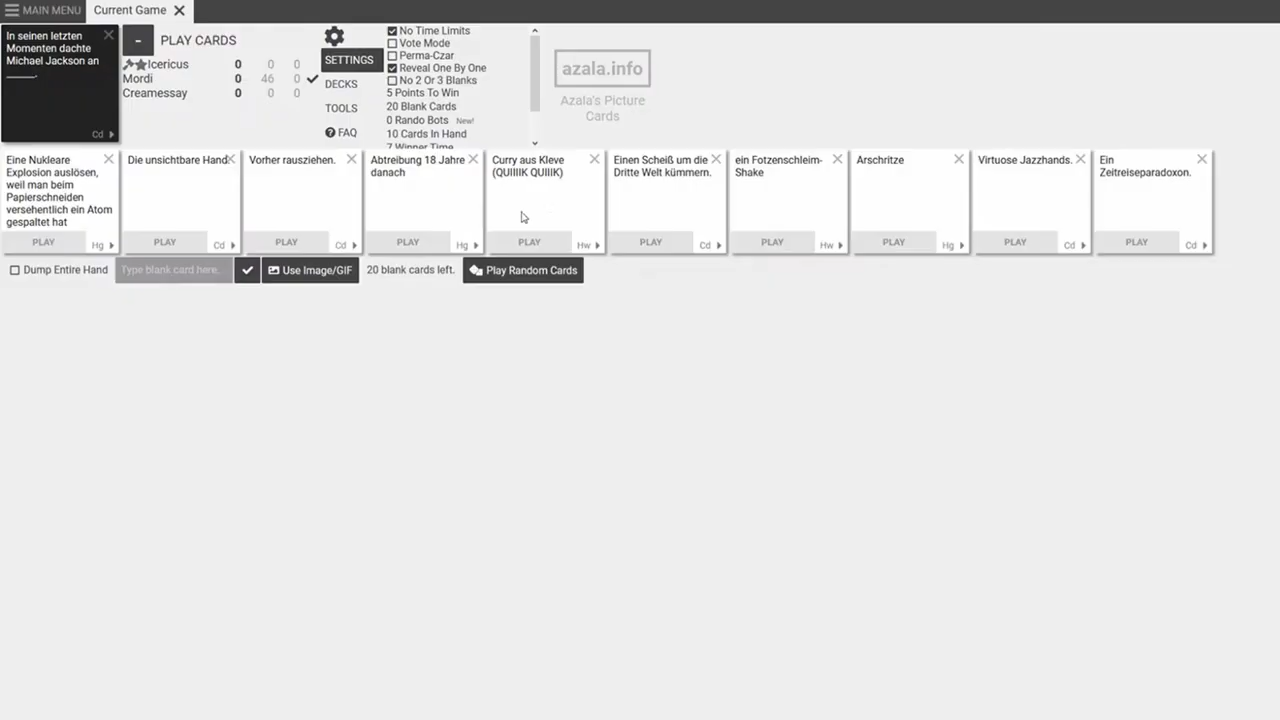 MAIN MENU
Current Game
In seinen letzten
Momenten dachte
Michael Jackson an
______.
Cd
-
PLAY CARDS
Icericus 0 0 0
Mordi 0 46 0
Creamessay 0 0 0
SETTINGS
DECKS
TOOLS
FAQ
No Time Limits
Vote Mode
Perma-Czar
Reveal One By One
No 2 Or 3 Blanks
5 Points To Win
20 Blank Cards
0 Rando Bots New!
10 Cards In Hand
7 Winner Time
azala.info
Azala's Picture
Cards
Eine Nukleare
Explosion auslösen,
weil man beim
Papierschneiden
versehentlich ein Atom
gespaltet hat
PLAY
Hg
Die unsichtbare Hand
PLAY
Cd
Vorher rausziehen.
PLAY
Cd
Abtreibung 18 Jahre
danach
PLAY
Hg
Curry aus Kleve
(QUIIIIK QUIIIK)
PLAY
Hw
Einen Scheiß um die
Dritte Welt kümmern.
PLAY
Cd
ein Fotzenschleim-
Shake
PLAY
Hw
Arschritze
PLAY
Hg
Virtuose Jazzhands.
PLAY
Cd
Ein
Zeitreiseparadoxon.
PLAY
Cd
Dump Entire Hand
Type blank card here..
Use Image/GIF
20 blank cards left.
Play Random Cards